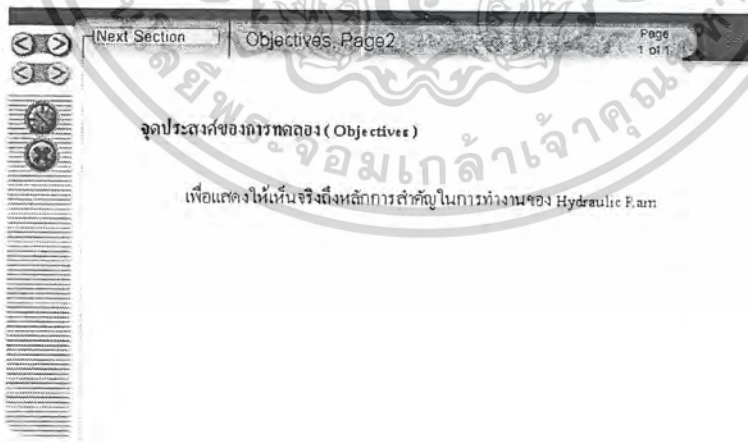 Next Section
Objectives, Page2
Page
1 of 1
จุดประสงค์ของการทดลอง ( Objectives )
เพื่อแสดงให้เห็นจริงถึงหลักการสำคัญในการทำงานของ Hydraulic Ram